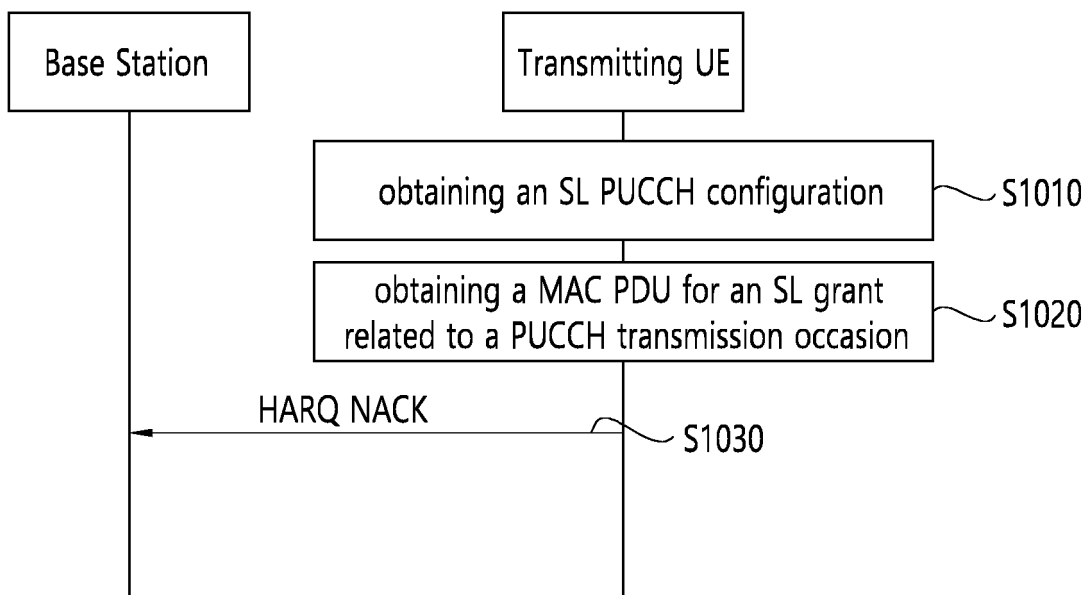 Base Station
Transmitting UE
obtaining an SL PUCCH configuration
S1010
obtaining a MAC PDU for an SL grant
related to a PUCCH transmission occasion
S1020
HARQ NACK
S1030